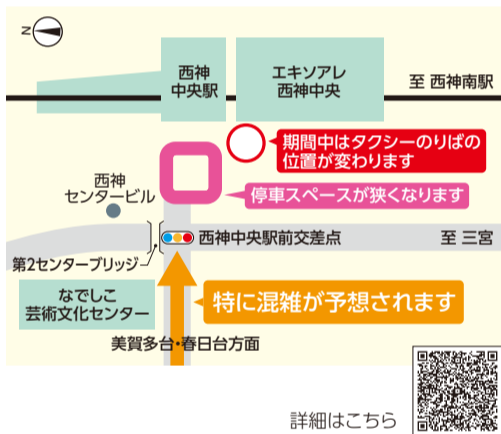 N
西神
中央駅
エキソアレ
西神中央
至 西神南駅
期間中はタクシーのりばの
位置が変わります
停車スペースが狭くなります
西神
センタービル
西神中央駅前交差点
至 三宮
第2センターブリッジ
なでしこ
芸術文化センター
特に混雑が予想されます
美賀多台・春日台方面
詳細はこちら